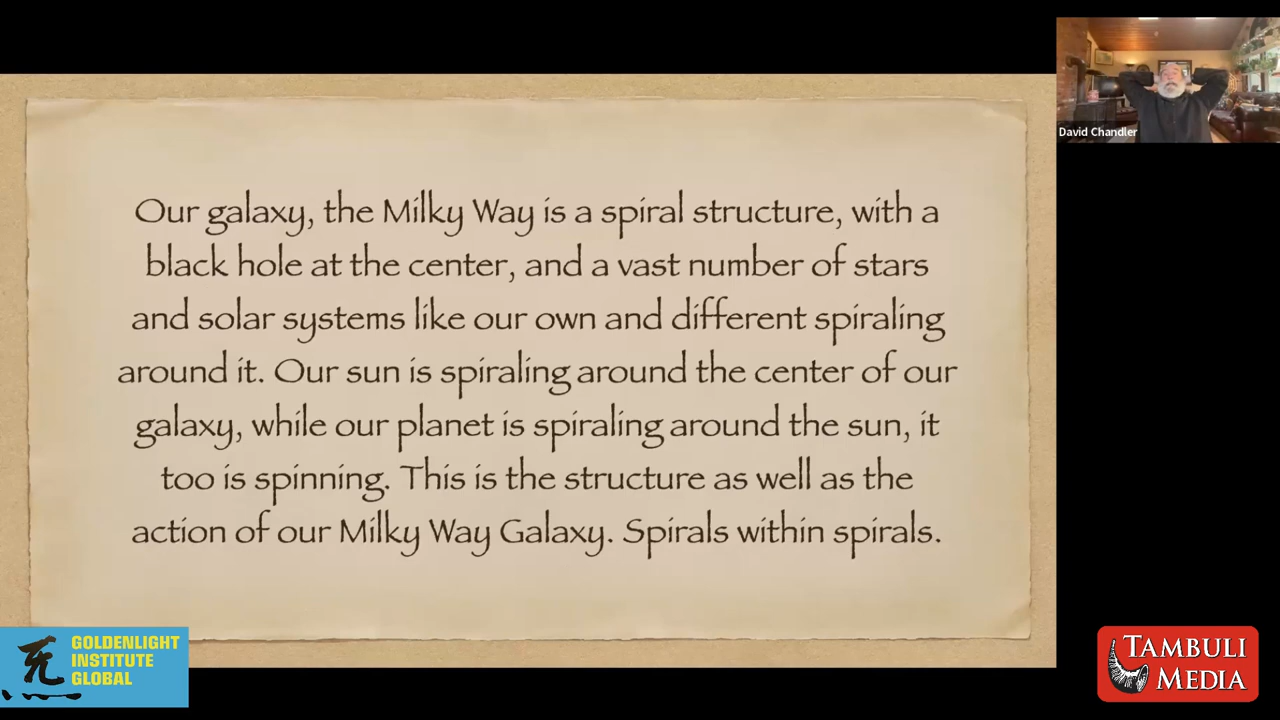 Our galaxy, the Milky Way is a spiral structure, with a
black hole at the center, and a vast number of stars
and solar systems like our own and different spiraling
around it. Our sun is spiraling around the center of our
galaxy, while our planet is spiraling around the sun, it
too is spinning. This is the structure as well as the
action of our Milky Way Galaxy. Spirals within spirals.
David Chandler
GOLDENLIGHT
INSTITUTE
GLOBAL
TAMBULI
MEDIA